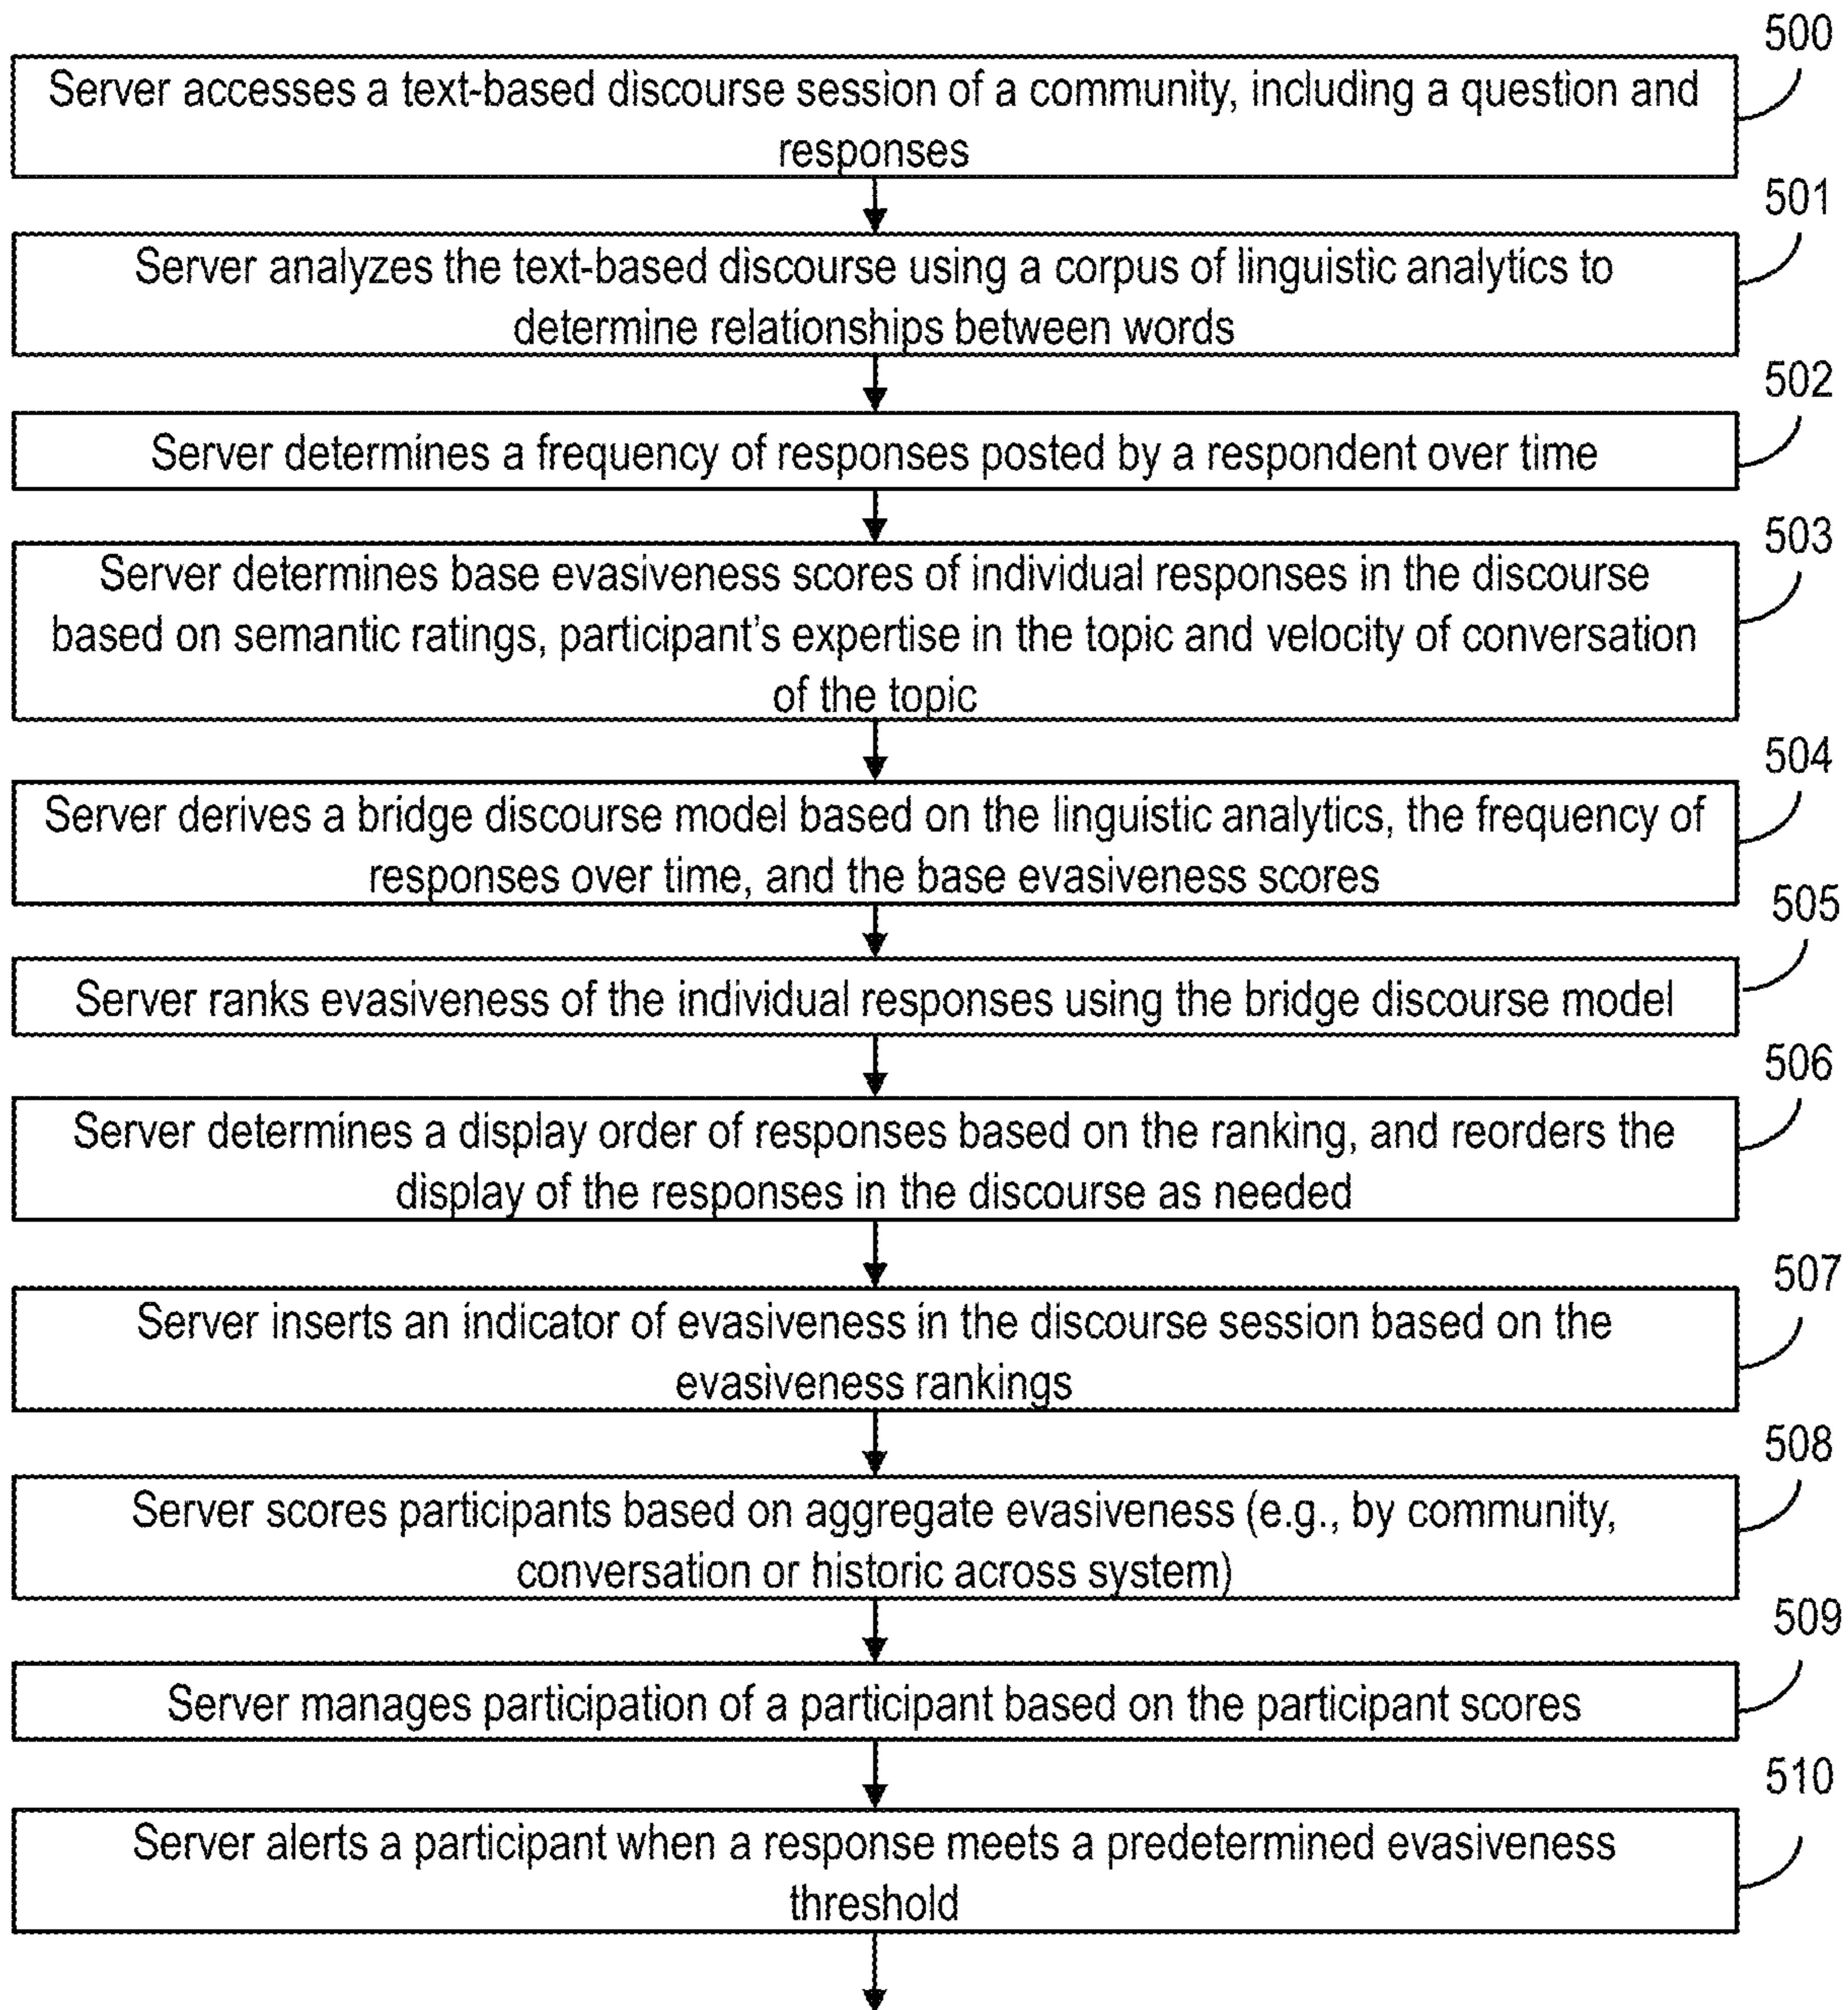 500
Server accesses a text-based discourse session of a community, including a question and
responses
501
Server analyzes the text-based discourse using a corpus of linguistic analytics to
determine relationships between words
502
Server determines a frequency of responses posted by a respondent over time
503
Server determines base evasiveness scores of individual responses in the discourse
based on semantic ratings, participant's expertise in the topic and velocity of conversation
of the topic
504
Server derives a bridge discourse model based on the linguistic analytics, the frequency of
responses over time, and the base evasiveness scores
505
Server ranks evasiveness of the individual responses using the bridge discourse model
506
Server determines a display order of responses based on the ranking, and reorders the
display of the responses in the discourse as needed
507
Server inserts an indicator of evasiveness in the discourse session based on the
evasiveness rankings
508
Server scores participants based on aggregate evasiveness (e.g., by community,
conversation or historic across system)
509
Server manages participation of a participant based on the participant scores
510
Server alerts a participant when a response meets a predetermined evasiveness
threshold